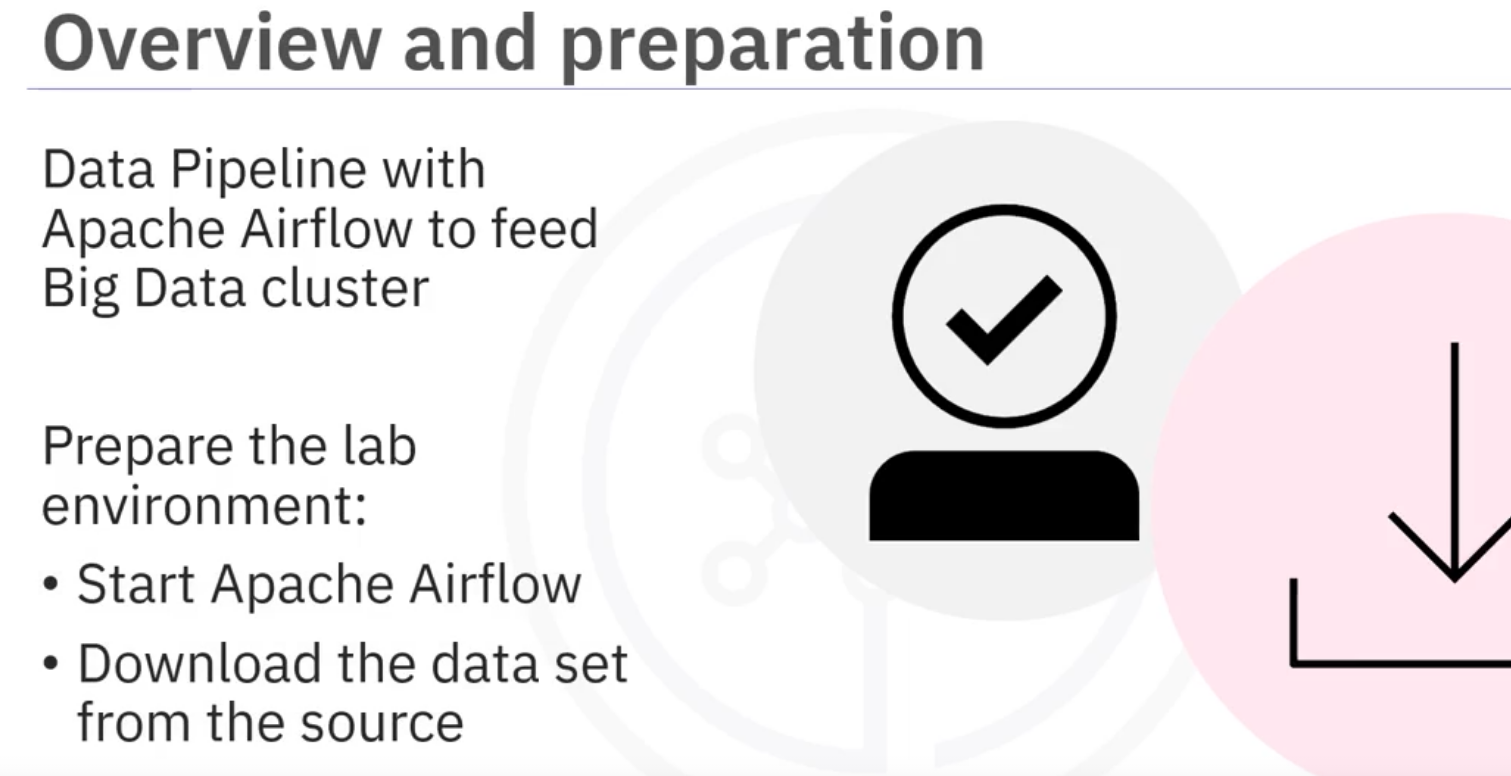 Overview and preparation
Data Pipeline with
Apache Airflow to feed
Big Data cluster
Prepare the lab
environment:
• Start Apache Airflow
• Download the data set
from the source